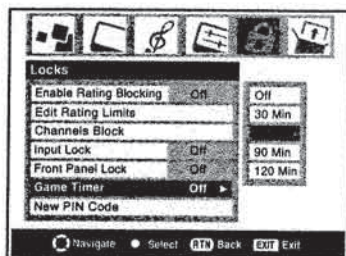 Locks
Enable Rating Blocking Off
Edit Rating Limits
Channels Block
Input Lock Off
Front Panel Lock Off
Game Timer Off
New PIN Code
Off
30 Min
90 Min
120 Min
Navigate Select RTN Back EXIT Exit